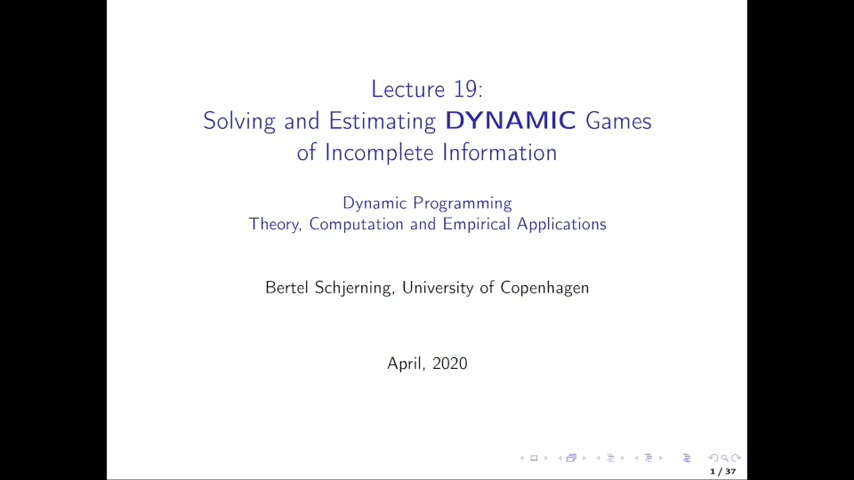 Lecture 19:
Solving and Estimating DYNAMIC Games
of Incomplete Information
Dynamic Programming
Theory, Computation and Empirical Applications
Bertel Schjerning, University of Copenhagen
April, 2020
1 / 37